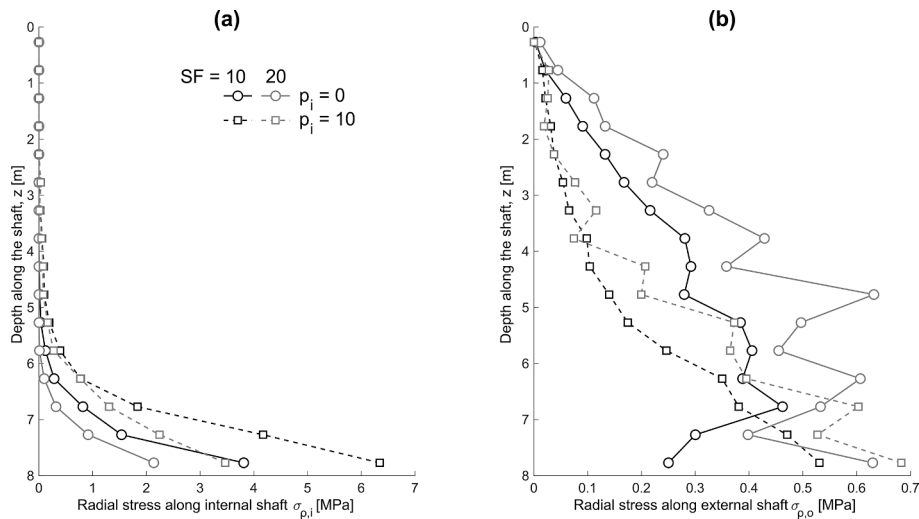 (a)
0
1
2
3
4
5
6
7
8
Depth along the shaft, z [m]
SF = 10 20
p_i = 0
p_i = 10
0 1 2 3 4 5 6 7
Radial stress along internal shaft σ_ρ,i [MPa]
(b)
0
1
2
3
4
5
6
7
8
Depth along the shaft, z [m]
0 0.1 0.2 0.3 0.4 0.5 0.6 0.7
Radial stress along external shaft σ_ρ,o [MPa]